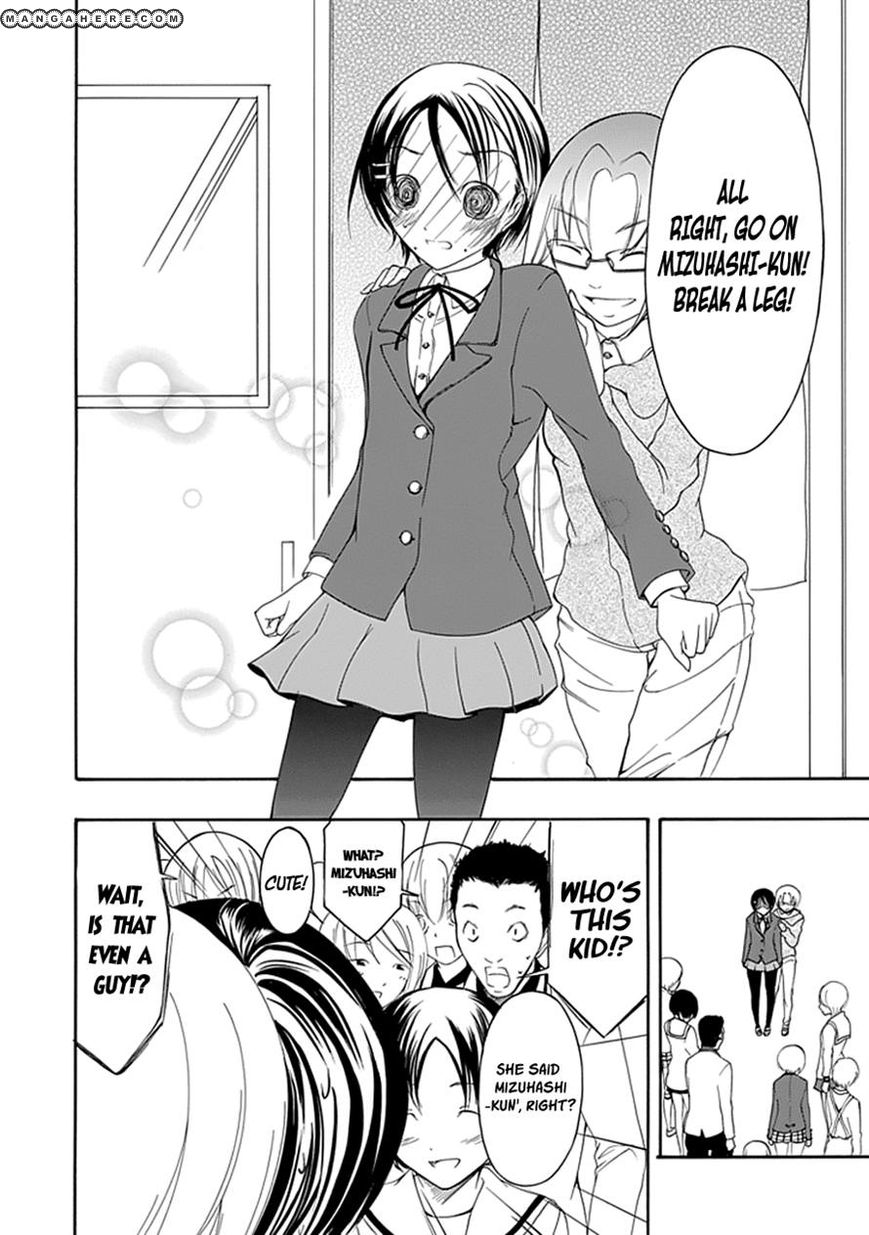 MANGAHERE.COM
ALL
RIGHT, GO ON
MIZUHASHI-KUN!
BREAK A LEG!
WHO'S
THIS
KID!?
WHAT?
MIZUHASHI
-KUN!?
CUTE!
SHE SAID
MIZUHASHI
-KUN', RIGHT?
WAIT,
IS THAT
EVEN A
GUY!?